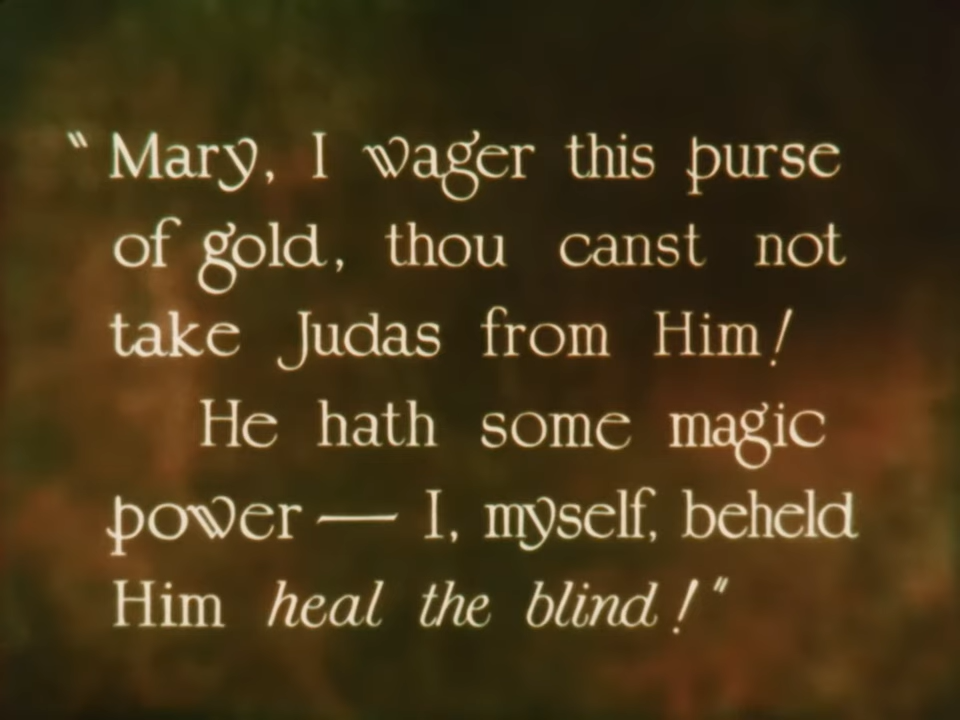 "Mary, I wager this purse
of gold, thou canst not
take Judas from Him!
He hath some magic
power — I, myself, beheld
Him heal the blind!"